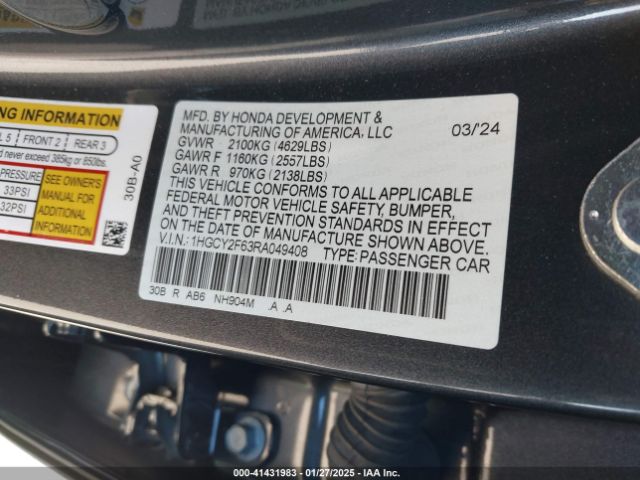 NG INFORMATION
L 5 FRONT 2 REAR 3
d never exceed 385kg or 850lbs.
PRESSURE
33PSI
32PSI
SEE OWNER'S
MANUAL FOR
ADDITIONAL
INFORMATION
30B-A0
MFD. BY HONDA DEVELOPMENT &
MANUFACTURING OF AMERICA, LLC 03/24
GVWR 2100KG (4629LBS)
GAWR F 1160KG (2557LBS)
GAWR R 970KG (2138LBS)
THIS VEHICLE CONFORMS TO ALL APPLICABLE
FEDERAL MOTOR VEHICLE SAFETY, BUMPER,
AND THEFT PREVENTION STANDARDS IN EFFECT
ON THE DATE OF MANUFACTURE SHOWN ABOVE.
V.I.N.: 1HGCY2F63RA049408 TYPE: PASSENGER CAR
30B R AB6 NH904M .A .A
000-41431983 — 01/27/2025 — IAA Inc.